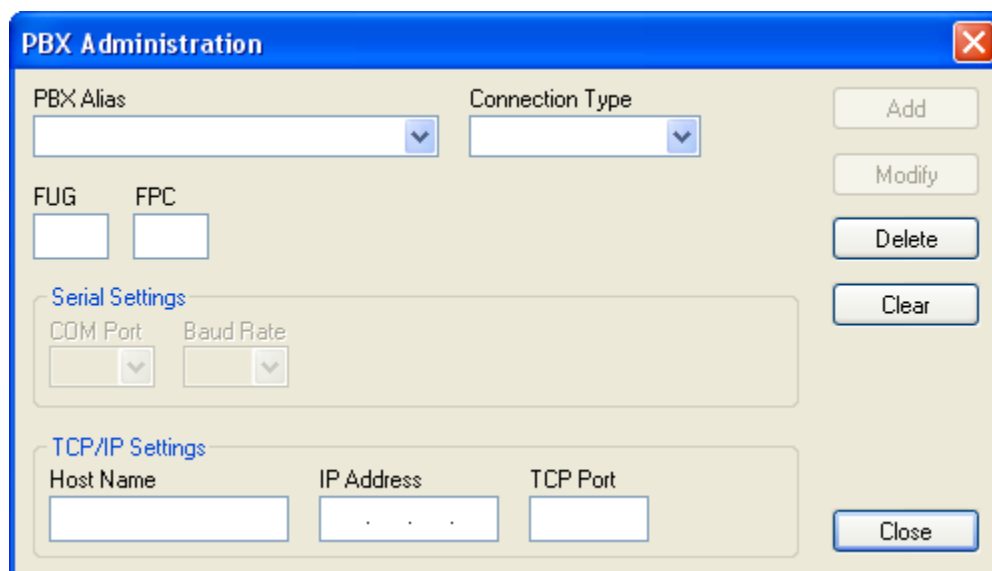 PBX Administration
PBX Alias Connection Type
Add
Modify
FUG FPC
Delete
Serial Settings
Clear
COM Port Baud Rate
TCP/IP Settings
Host Name IP Address TCP Port
. . .
Close